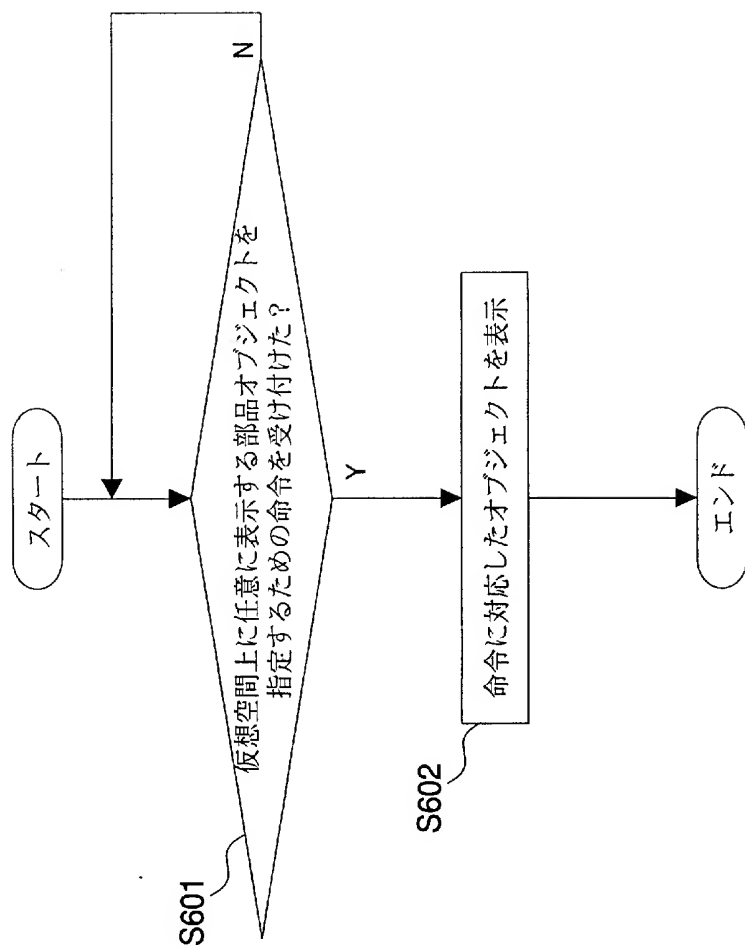 スタート
N
S601
仮想空間上に任意に表示する部品オブジェクトを
指定するための命令を受け付けた？
Y
S602
命令に対応したオブジェクトを表示
エンド